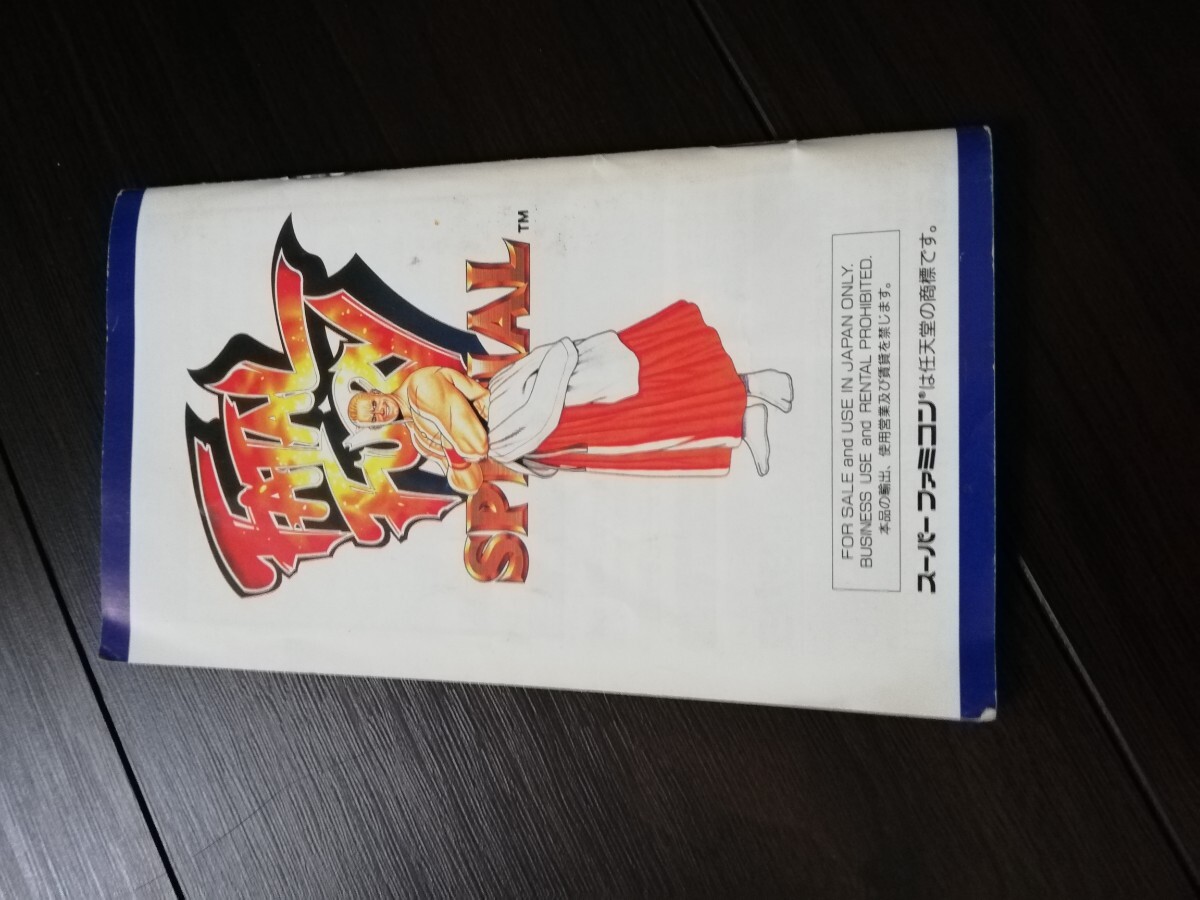 FATAL
FURY
SPECIAL
TM
FOR SALE and USE IN JAPAN ONLY.
BUSINESS USE and RENTAL PROHIBITED.
本品の輸出、使用営業及び賃貸を禁じます。
スーパーファミコン®は任天堂の商標です。